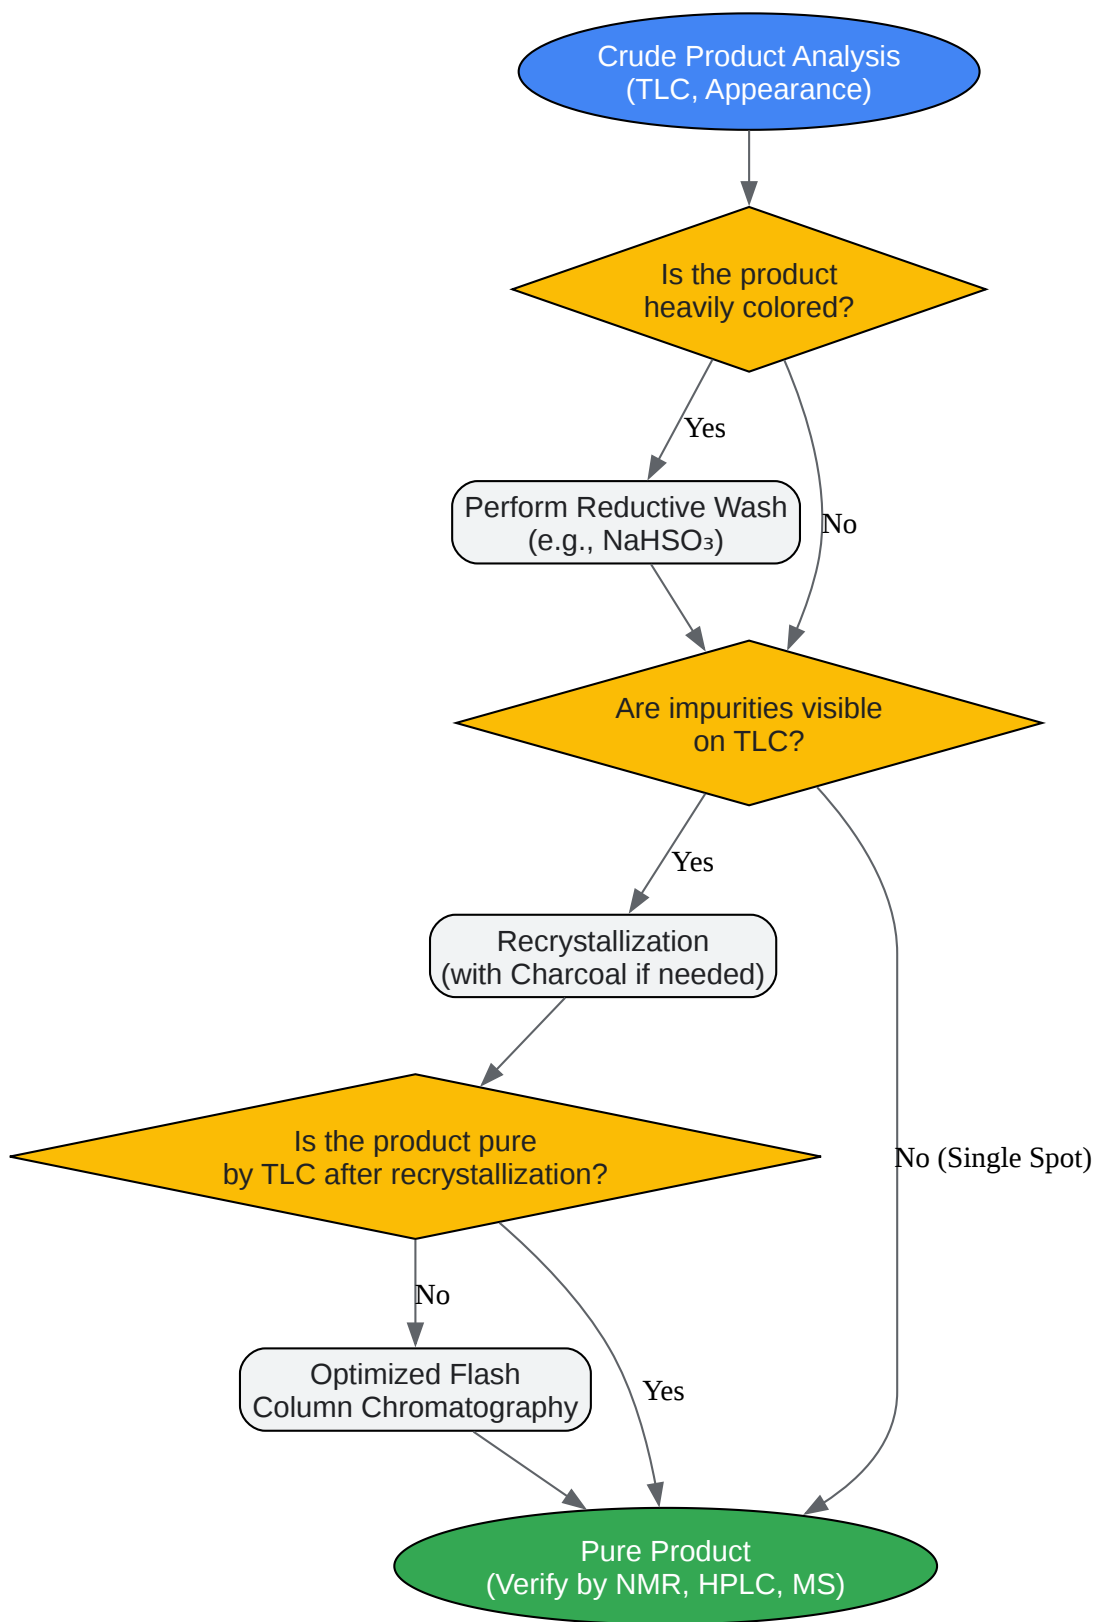 Crude Product Analysis
(TLC, Appearance)
Is the product
heavily colored?
Yes
Perform Reductive Wash
(e.g., NaHSO₃)
No
Are impurities visible
on TLC?
Yes
Recrystallization
(with Charcoal if needed)
Is the product pure
by TLC after recrystallization?
No (Single Spot)
No
Optimized Flash
Column Chromatography
Yes
Pure Product
(Verify by NMR, HPLC, MS)